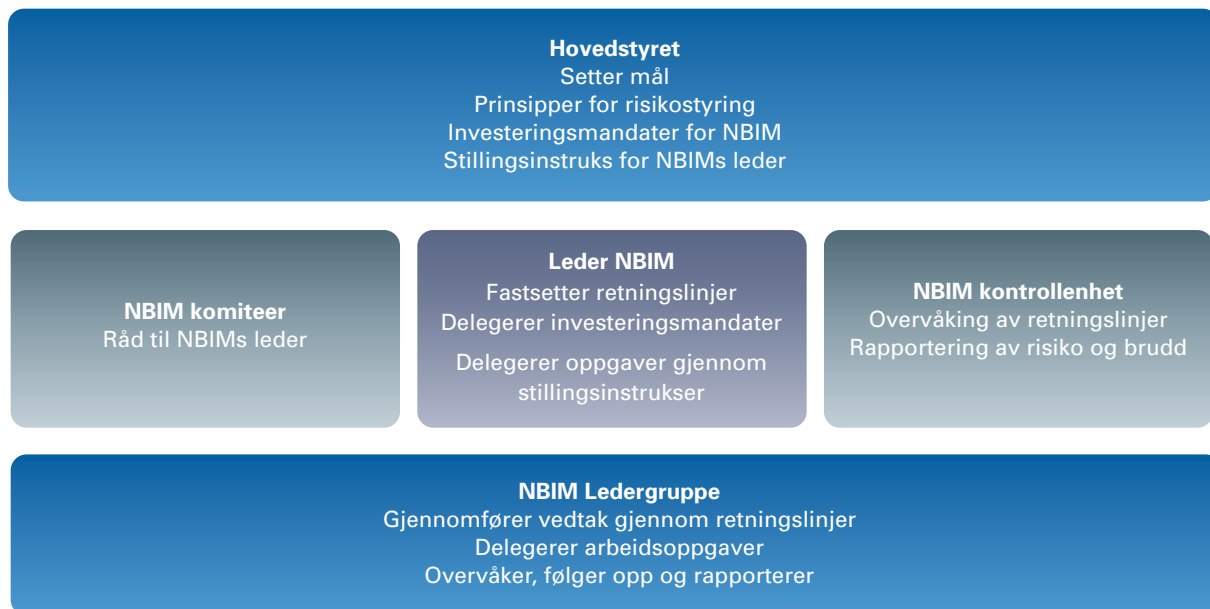 Hovedstyret
Setter mål
Prinsipper for risikostyring
Investeringsmandater for NBIM
Stillingsinstruks for NBIMs leder
NBIM komiteer
Råd til NBIMs leder
Leder NBIM
Fastsetter retningslinjer
Delegerer investeringsmandater
Delegerer oppgaver gjennom
stillingsinstrukser
NBIM kontrollenhet
Overvåking av retningslinjer
Rapportering av risiko og brudd
NBIM Ledergruppe
Gjennomfører vedtak gjennom retningslinjer
Delegerer arbeidsoppgaver
Overvåker, følger opp og rapporterer